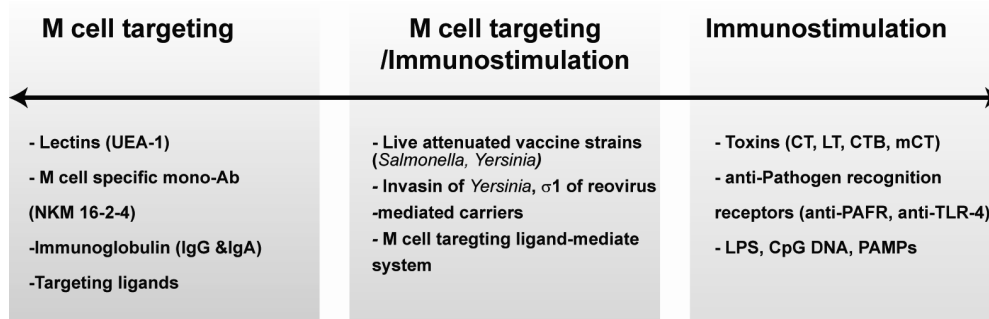 M cell targeting
- Lectins (UEA-1)
- M cell specific mono-Ab
(NKM 16-2-4)
-Immunoglobulin (IgG &IgA)
-Targeting ligands
M cell targeting
/Immunostimulation
- Live attenuated vaccine strains
(Salmonella, Yersinia)
- Invasin of Yersinia, σ1 of reovirus
-mediated carriers
- M cell taregting ligand-mediate
system
Immunostimulation
- Toxins (CT, LT, CTB, mCT)
- anti-Pathogen recognition
receptors (anti-PAFR, anti-TLR-4)
- LPS, CpG DNA, PAMPs